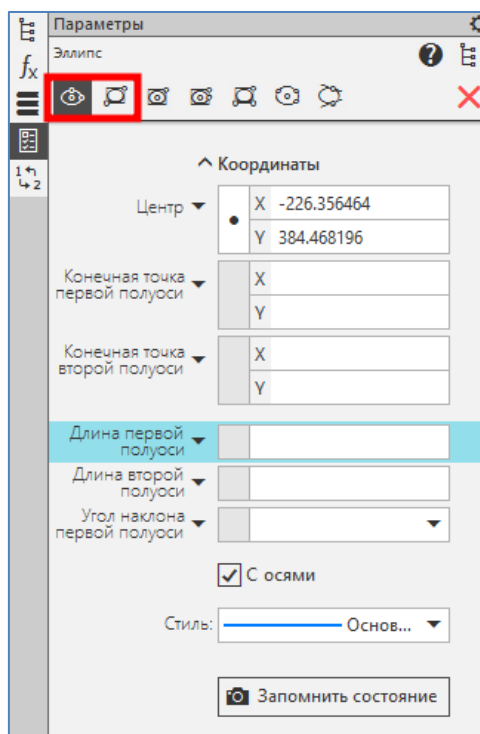 Параметры
Эллипс
Координаты
Центр
X -226.356464
Y 384.468196
Конечная точка
первой полуоси
X
Y
Конечная точка
второй полуоси
X
Y
Длина первой
полуоси
Длина второй
полуоси
Угол наклона
первой полуоси
С осями
Стиль: Основ...
Запомнить состояние